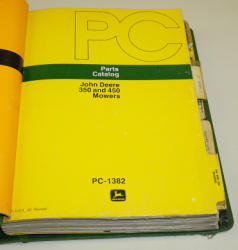 PC
Parts
Catalog
John Deere
350 and 450
Mowers
PC-1382